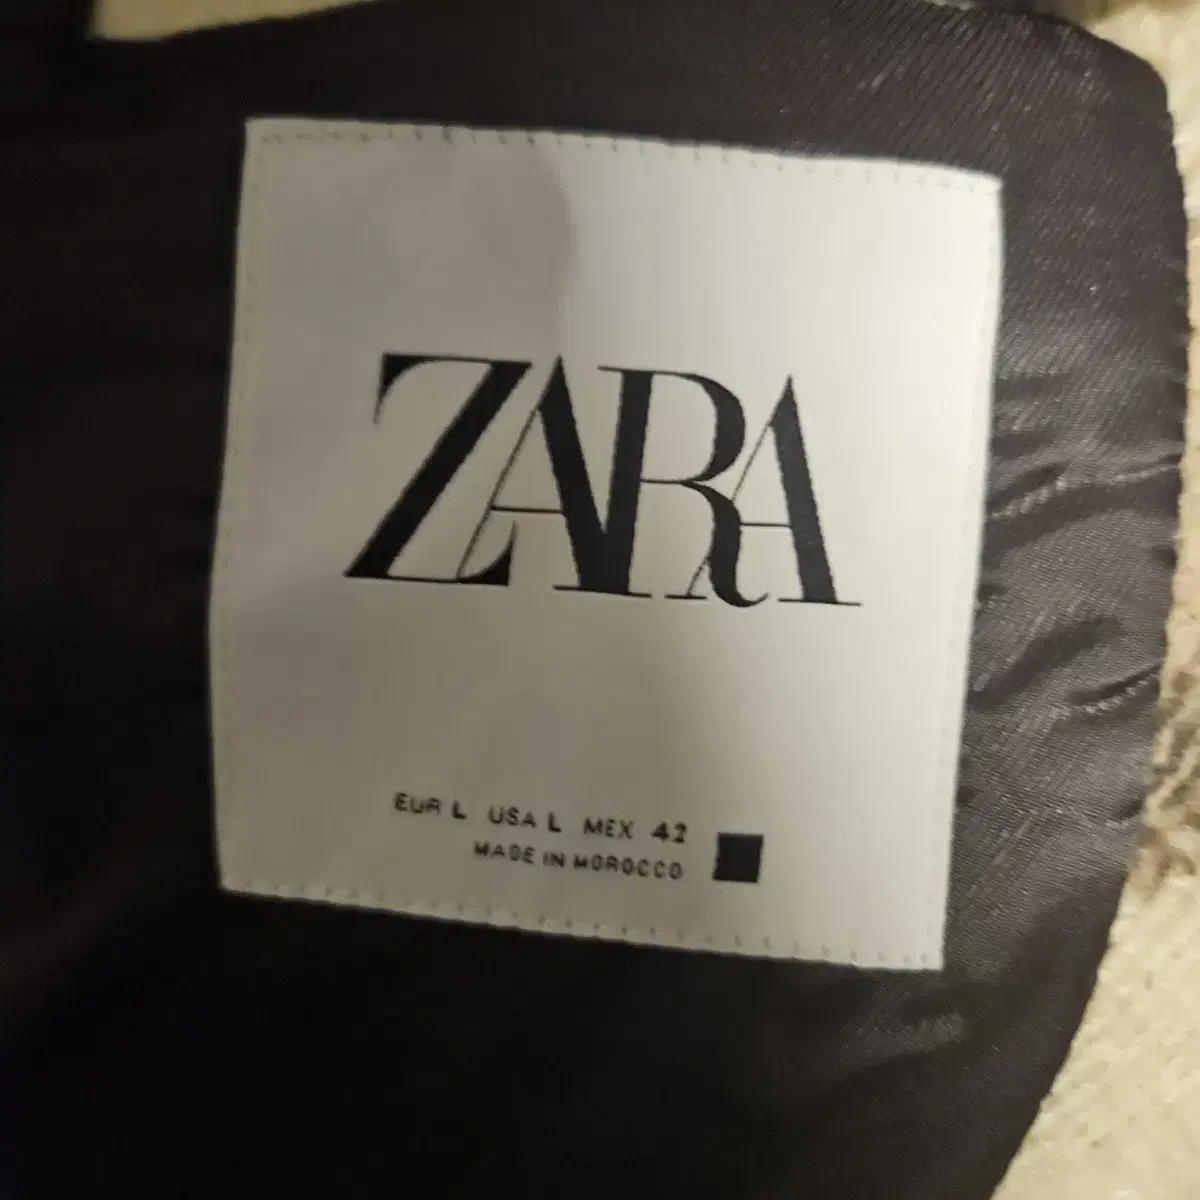 ZARA
EUR L USA L MEX 42
MADE IN MOROCCO